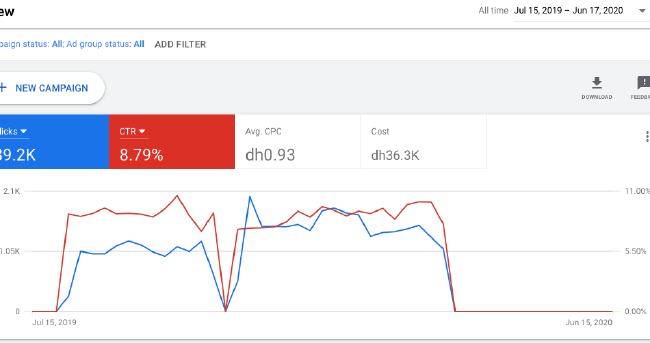 ew
All time Jul 15, 2019 – Jun 17, 2020
paign status: All; Ad group status: All ADD FILTER
+ NEW CAMPAIGN
DOWNLOAD
FEEDBA
licks CTR Avg. CPC Cost
39.2K 8.79% dh0.93 dh36.3K
2.1K 11.00%
1.05K 5.50%
0 0.00%
Jul 15, 2019 Jun 15, 2020